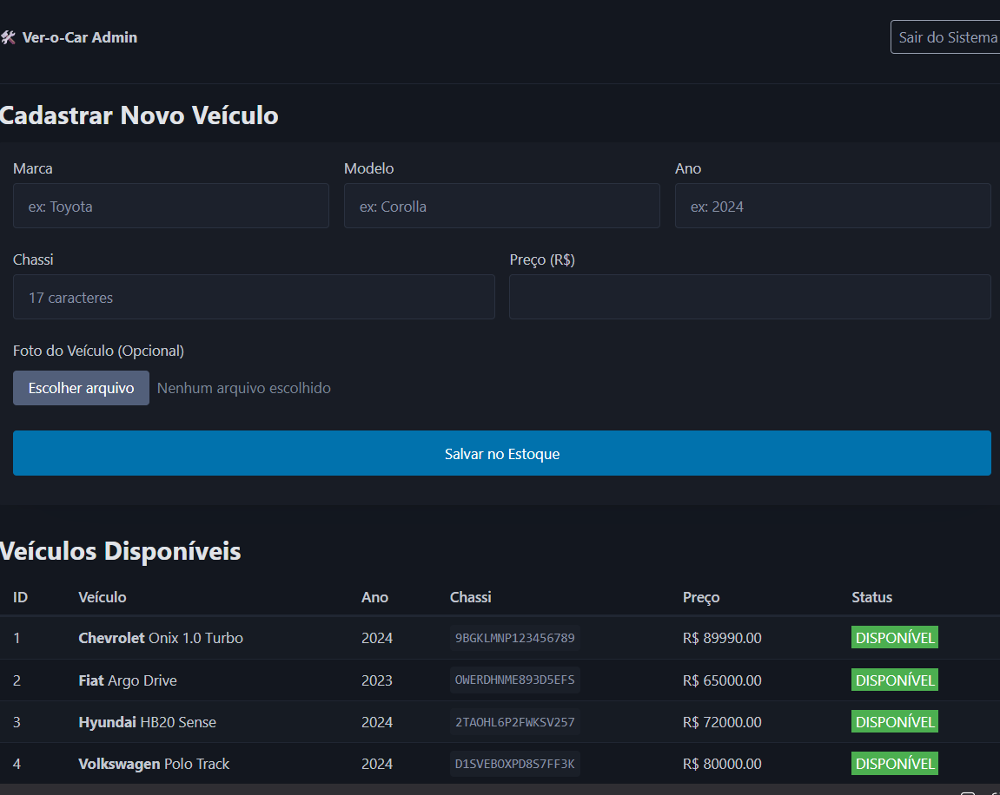 🛠 Ver-o-Car Admin Sair do Sistema
Cadastrar Novo Veículo
Marca Modelo Ano
ex: Toyota ex: Corolla ex: 2024
Chassi Preço (R$)
17 caracteres
Foto do Veículo (Opcional)
Escolher arquivo Nenhum arquivo escolhido
Salvar no Estoque
Veículos Disponíveis
ID Veículo Ano Chassi Preço Status
1 Chevrolet Onix 1.0 Turbo 2024 9BGKLMNP123456789 R$ 89990.00 DISPONÍVEL
2 Fiat Argo Drive 2023 OWERDHNME893D5EFS R$ 65000.00 DISPONÍVEL
3 Hyundai HB20 Sense 2024 2TAOHL6P2FWKSV257 R$ 72000.00 DISPONÍVEL
4 Volkswagen Polo Track 2024 D1SVEBOXPD8S7FF3K R$ 80000.00 DISPONÍVEL